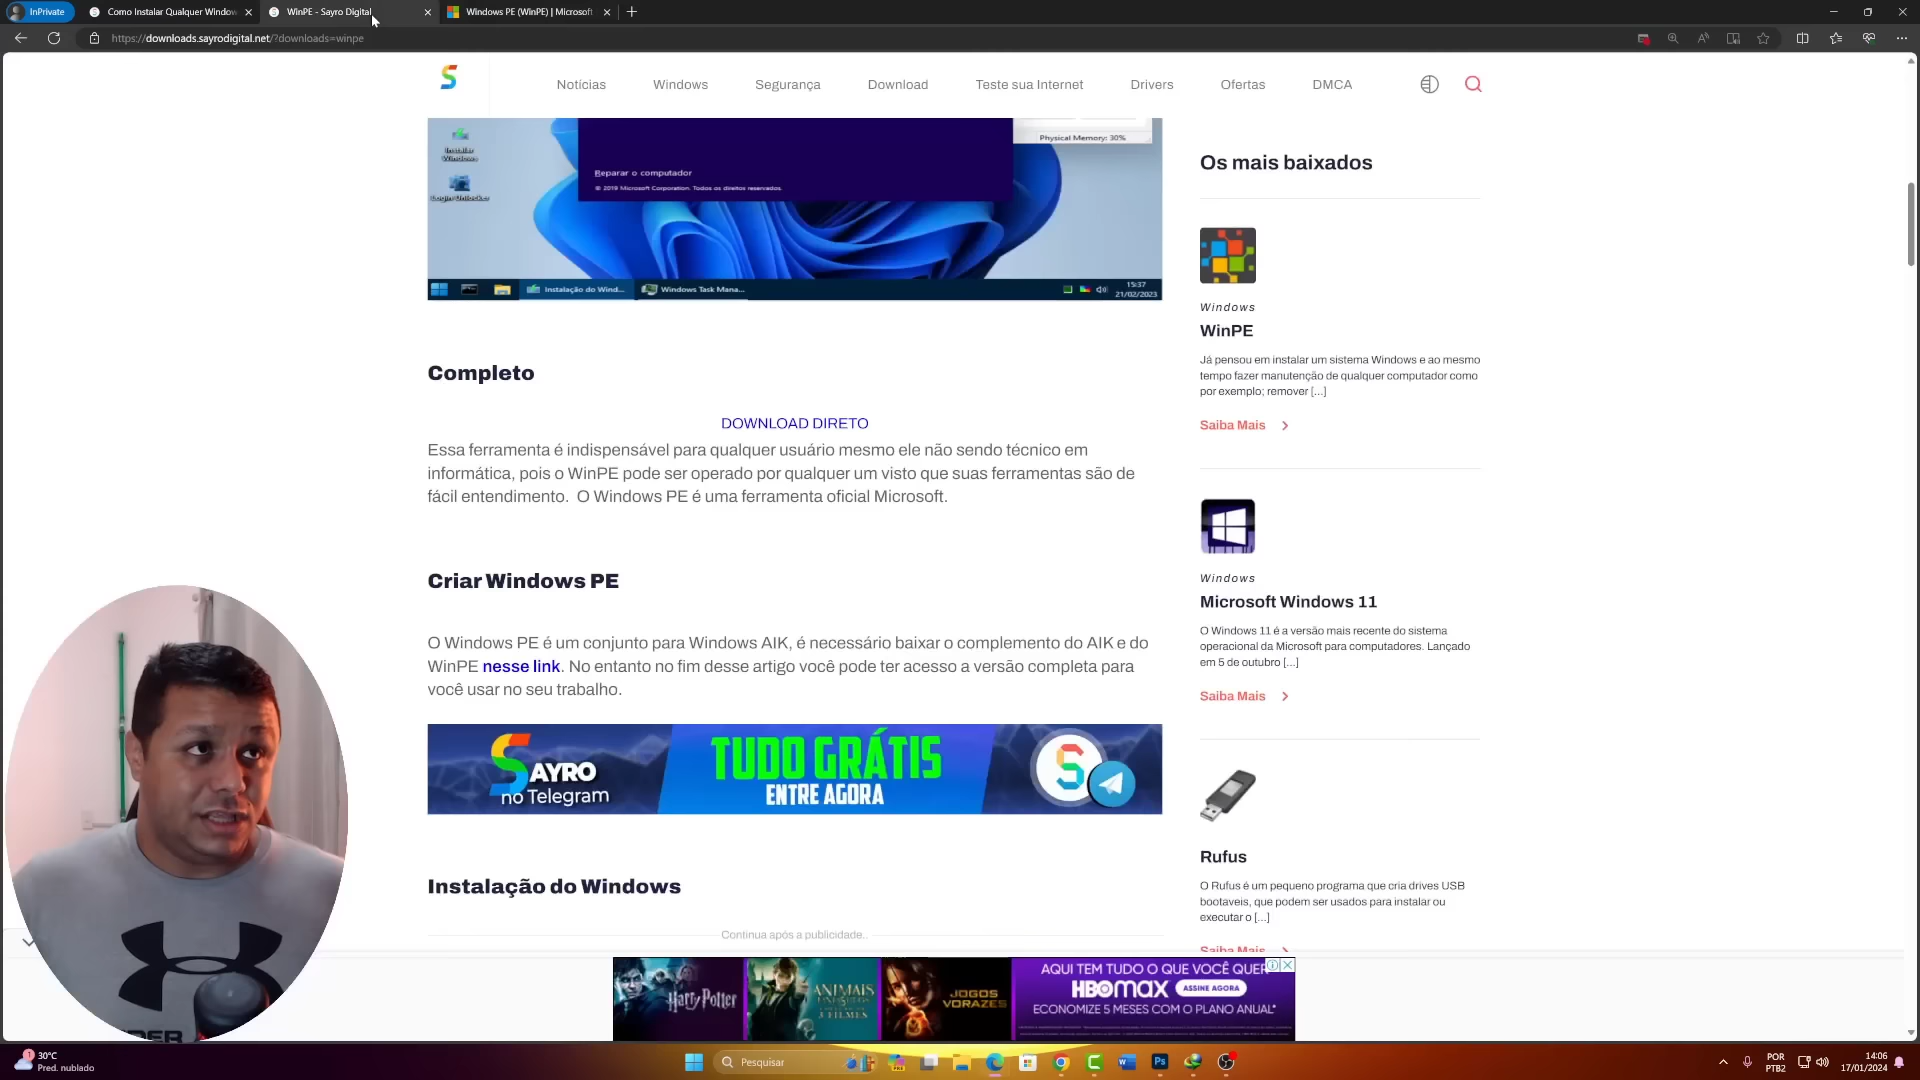 InPrivate
Como Instalar Qualquer Window
WinPE - Sayro Digital
Windows PE (WinPE) | Microsoft
https://downloads.sayrodigital.net/?downloads=winpe
Notícias
Windows
Segurança
Download
Teste sua Internet
Drivers
Ofertas
DMCA
Instalar
Windows
Login Unlocker
Reparar o computador
© 2019 Microsoft Corporation. Todos os direitos reservados.
Physical Memory: 30%
Instalação do Wind...
Windows Task Mana...
15:37
21/02/2023
Completo
DOWNLOAD DIRETO
Essa ferramenta é indispensável para qualquer usuário mesmo ele não sendo técnico em
informática, pois o WinPE pode ser operado por qualquer um visto que suas ferramentas são de
fácil entendimento.  O Windows PE é uma ferramenta oficial Microsoft.
Criar Windows PE
O Windows PE é um conjunto para Windows AIK, é necessário baixar o complemento do AIK e do
WinPE nesse link. No entanto no fim desse artigo você pode ter acesso a versão completa para
você usar no seu trabalho.
SAYRO
no Telegram
TUDO GRÁTIS
ENTRE AGORA
Instalação do Windows
Continua após a publicidade..
Os mais baixados
Windows
WinPE
Já pensou em instalar um sistema Windows e ao mesmo
tempo fazer manutenção de qualquer computador como
por exemplo; remover [...]
Saiba Mais
Windows
Microsoft Windows 11
O Windows 11 é a versão mais recente do sistema
operacional da Microsoft para computadores. Lançado
em 5 de outubro [...]
Saiba Mais
Rufus
O Rufus é um pequeno programa que cria drives USB
bootaveis, que podem ser usados para instalar ou
executar o [...]
Saiba Mais
Harry Potter
ANIMAIS
3 FILMES
JOGOS
VORAZES
AQUI TEM TUDO O QUE VOCÊ QUER
HBOmax
ASSINE AGORA
ECONOMIZE 5 MESES COM O PLANO ANUAL*
30°C
Pred. nublado
Pesquisar
POR
PTB2
14:06
17/01/2024